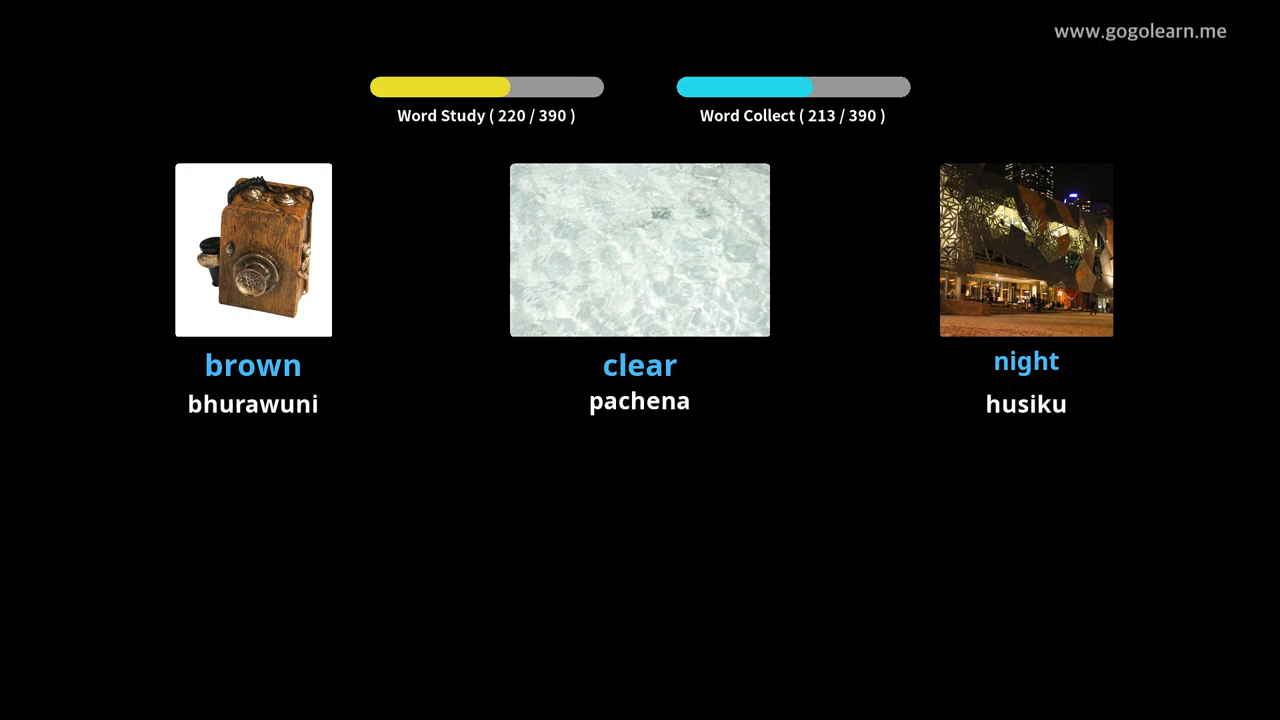 www.gogolearn.me
Word Study ( 220 / 390 )
Word Collect ( 213 / 390 )
brown
bhurawuni
clear
pachena
night
husiku